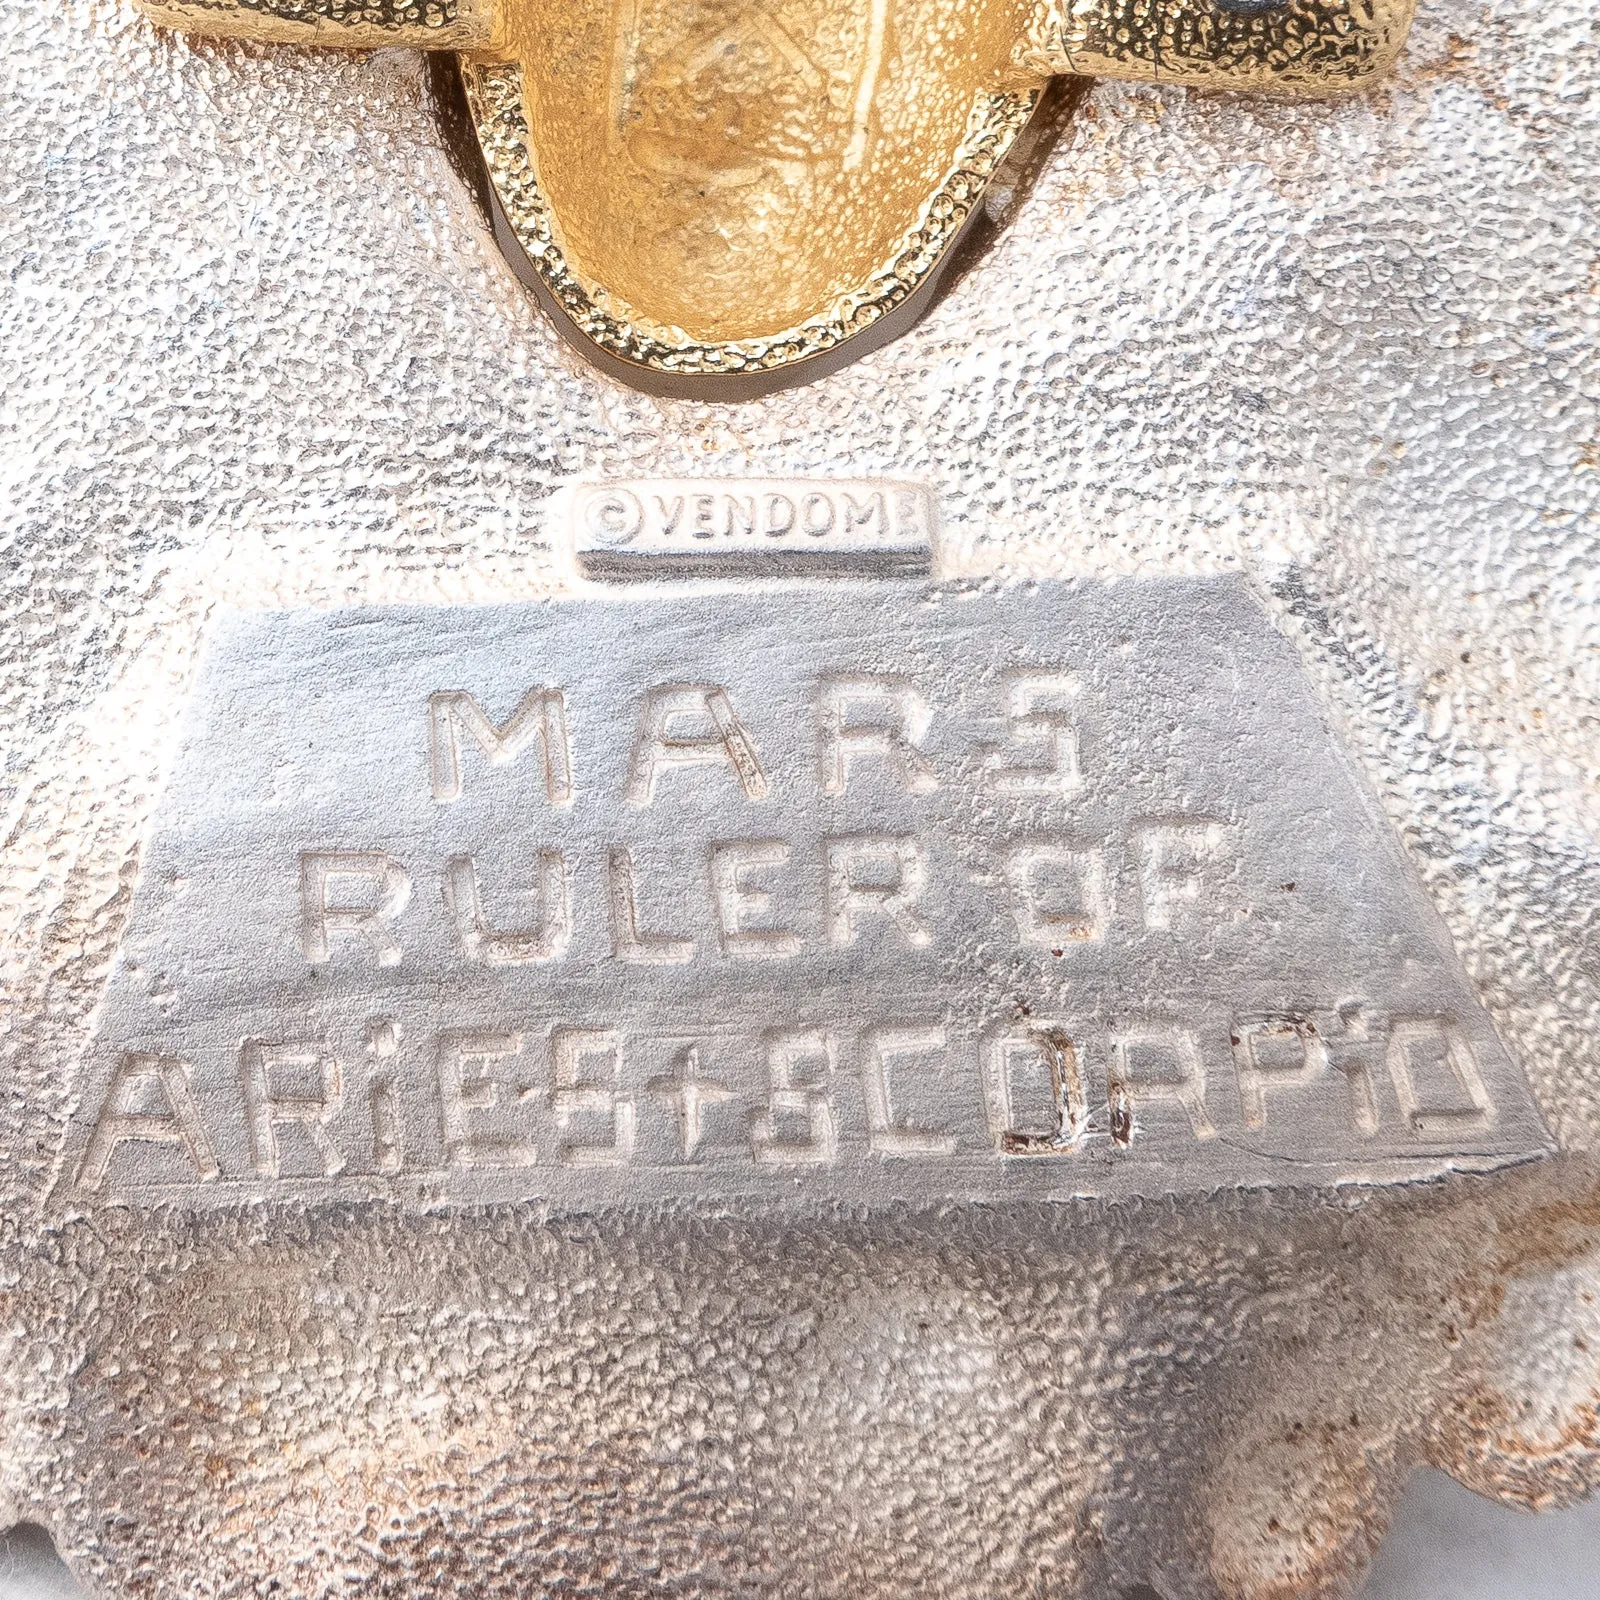 ©VENDOME
MARS
RULER OF
ARiES+SCORPiO